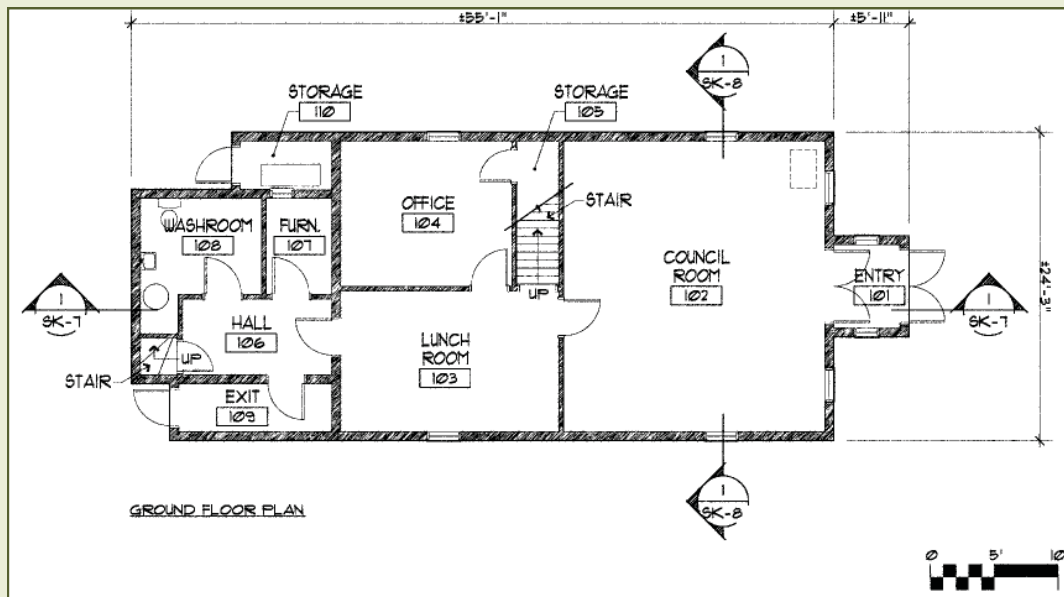 ±55'-1"
±5'-11"
1
SK-8
STORAGE
110
STORAGE
105
OFFICE
104
STAIR
WASHROOM
108
FURN.
107
COUNCIL
ROOM
102
ENTRY
101
±24'-3"
1
SK-7
HALL
106
UP
LUNCH
ROOM
103
1
SK-7
UP
STAIR
EXIT
109
1
SK-8
GROUND FLOOR PLAN
0 5' 10